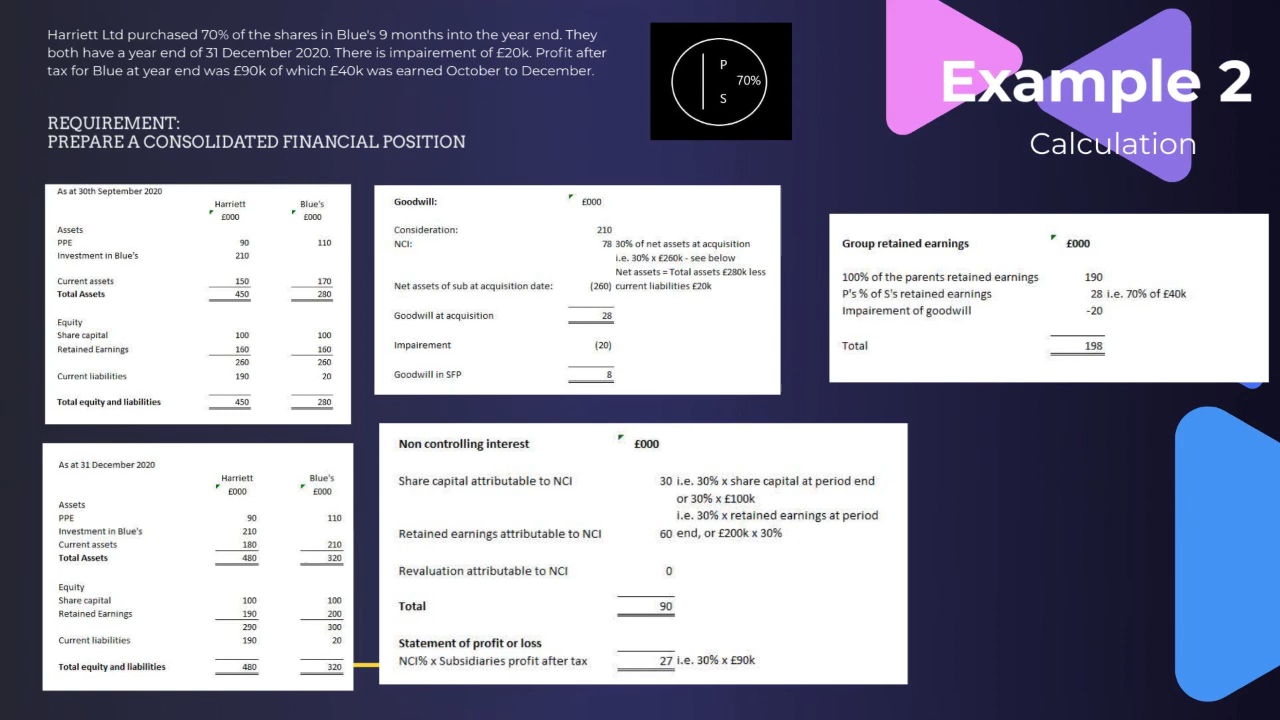 Harriett Ltd purchased 70% of the shares in Blue's 9 months into the year end. They
both have a year end of 31 December 2020. There is impairement of £20k. Profit after
tax for Blue at year end was £90k of which £40k was earned October to December.
REQUIREMENT:
PREPARE A CONSOLIDATED FINANCIAL POSITION
P
70%
S
Example 2
Calculation
As at 30th September 2020
Harriett Blue's
£000 £000
Assets
PPE 90 110
Investment in Blue's 210
Current assets 150 170
Total Assets 450 280
Equity
Share capital 100 100
Retained Earnings 160 160
260 260
Current liabilities 190 20
Total equity and liabilities 450 280
Goodwill: £000
Consideration: 210
NCI: 78 30% of net assets at acquisition
i.e. 30% x £260k - see below
Net assets = Total assets £280k less
Net assets of sub at acquisition date: (260) current liabilities £20k
Goodwill at acquisition 28
Impairment (20)
Goodwill in SFP 8
Group retained earnings £000
100% of the parents retained earnings 190
P's % of S's retained earnings 28 i.e. 70% of £40k
Impairement of goodwill -20
Total 198
As at 31 December 2020
Harriett Blue's
£000 £000
Assets
PPE 90 110
Investment in Blue's 210
Current assets 180 210
Total Assets 480 320
Equity
Share capital 100 100
Retained Earnings 190 200
290 300
Current liabilities 190 20
Total equity and liabilities 480 320
Non controlling interest £000
Share capital attributable to NCI 30 i.e. 30% x share capital at period end
or 30% x £100k
i.e. 30% x retained earnings at period
Retained earnings attributable to NCI 60 end, or £200k x 30%
Revaluation attributable to NCI 0
Total 90
Statement of profit or loss
NCI% x Subsidiaries profit after tax 27 i.e. 30% x £90k